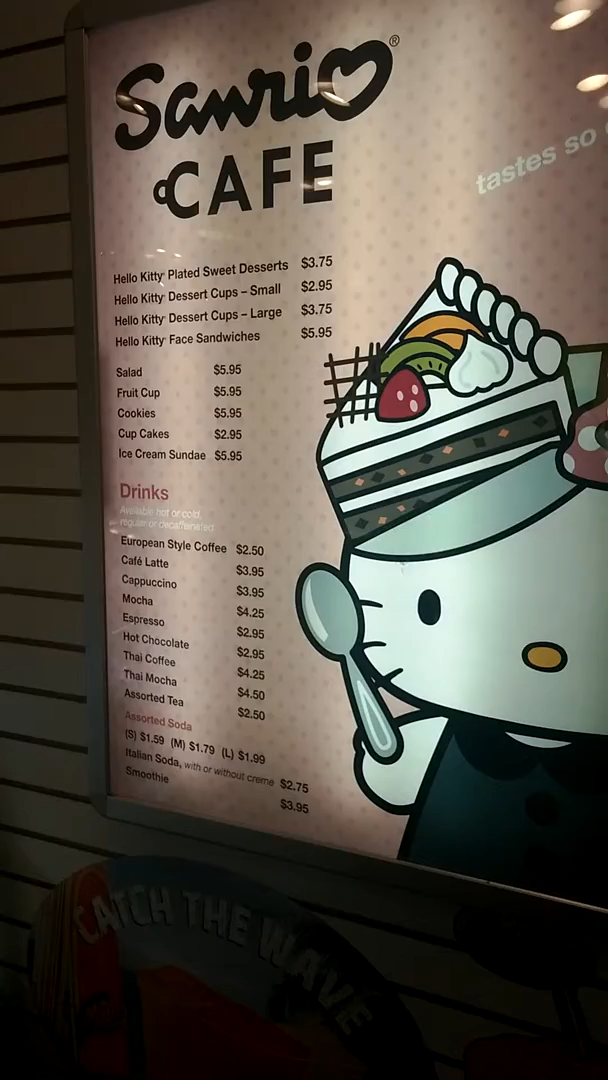 Sanrio®
CAFE
tastes so
Hello Kitty® Plated Sweet Desserts $3.75
Hello Kitty® Dessert Cups – Small $2.95
Hello Kitty® Dessert Cups – Large $3.75
Hello Kitty® Face Sandwiches $5.95
Salad $5.95
Fruit Cup $5.95
Cookies $5.95
Cup Cakes $2.95
Ice Cream Sundae $5.95
Drinks
Available hot or cold,
regular or decaffeinated.
European Style Coffee $2.50
Café Latte $3.95
Cappuccino $3.95
Mocha $4.25
Espresso $2.95
Hot Chocolate $2.95
Thai Coffee $4.25
Thai Mocha $4.50
Assorted Tea $2.50
Assorted Soda
(S) $1.59 (M) $1.79 (L) $1.99
Italian Soda, with or without creme $2.75
Smoothie $3.95
CATCH THE WAVE